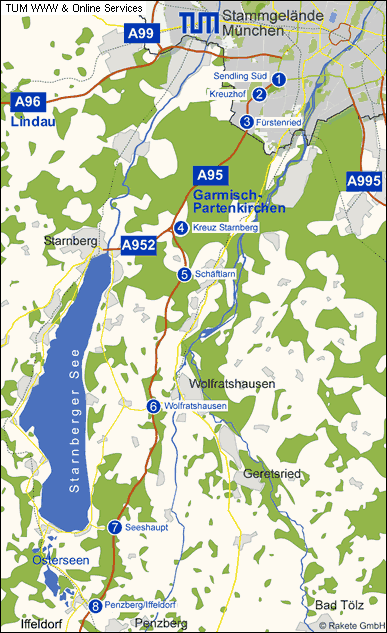 TUM WWW & Online Services
TUM Stammgelände
München
A99
Sendling Süd 1
Kreuzhof 2
A96
Lindau
3 Fürstenried
A95
Garmisch-
Partenkirchen
A995
4 Kreuz Starnberg
Starnberg
A952
5 Schäftlarn
Starnberger See
Wolfratshausen
6 Wolfratshausen
Geretsried
7 Seeshaupt
Osterseen
8 Penzberg/Iffeldorf
Bad Tölz
Iffeldorf
Penzberg
© Rakete GmbH